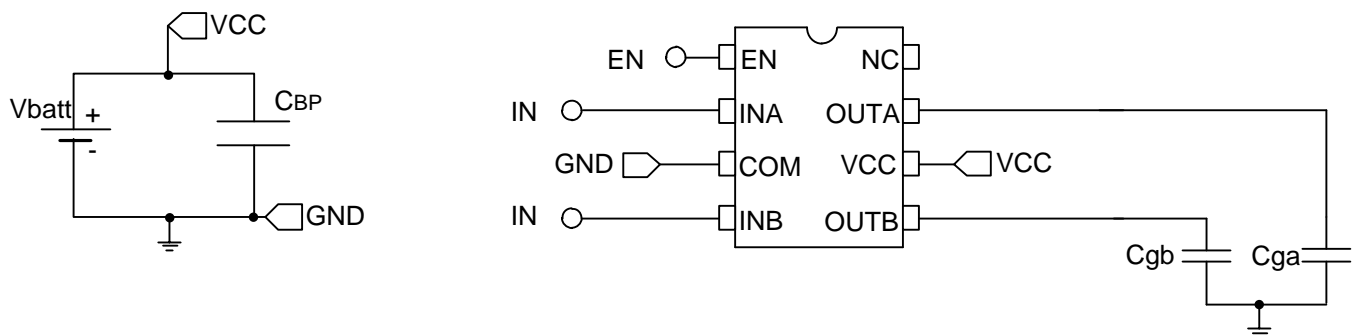 VCC
Vbatt
+
-
CBP
GND
EN
EN
NC
IN
INA
OUTA
GND
COM
VCC
VCC
IN
INB
OUTB
Cgb
Cga